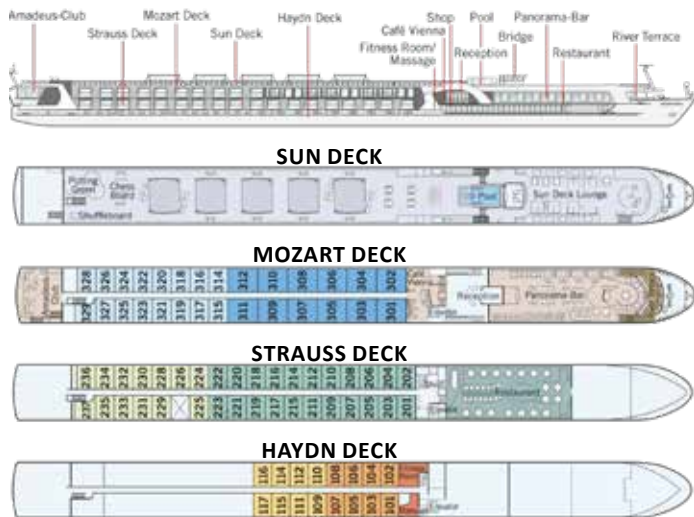 Amadeus-Club
Mozart Deck
Strauss Deck
Sun Deck
Haydn Deck
Shop
Café Vienna
Fitness Room/
Massage
Pool
Reception
Bridge
Panorama-Bar
Restaurant
River Terrace
SUN DECK
Putting
Green
Chess
Board
Shuffleboard
Pool
Sun Deck Lounge
MOZART DECK
328 326 324 322 320 318 316 314 312 310 308 306 304 302
329 327 325 323 321 319 317 315 311 309 307 305 303 301
Club
Café
Vienna
Reception
Panorama-Bar
STRAUSS DECK
236 234 232 230 228 226 224 222 220 218 216 214 212 210 208 206 204 202
237 235 233 231 229 225 223 221 219 217 215 211 209 207 205 203 201
Restaurant
HAYDN DECK
116 114 112 110 108 106 104 102
117 115 111 109 107 105 103 101
Elevator